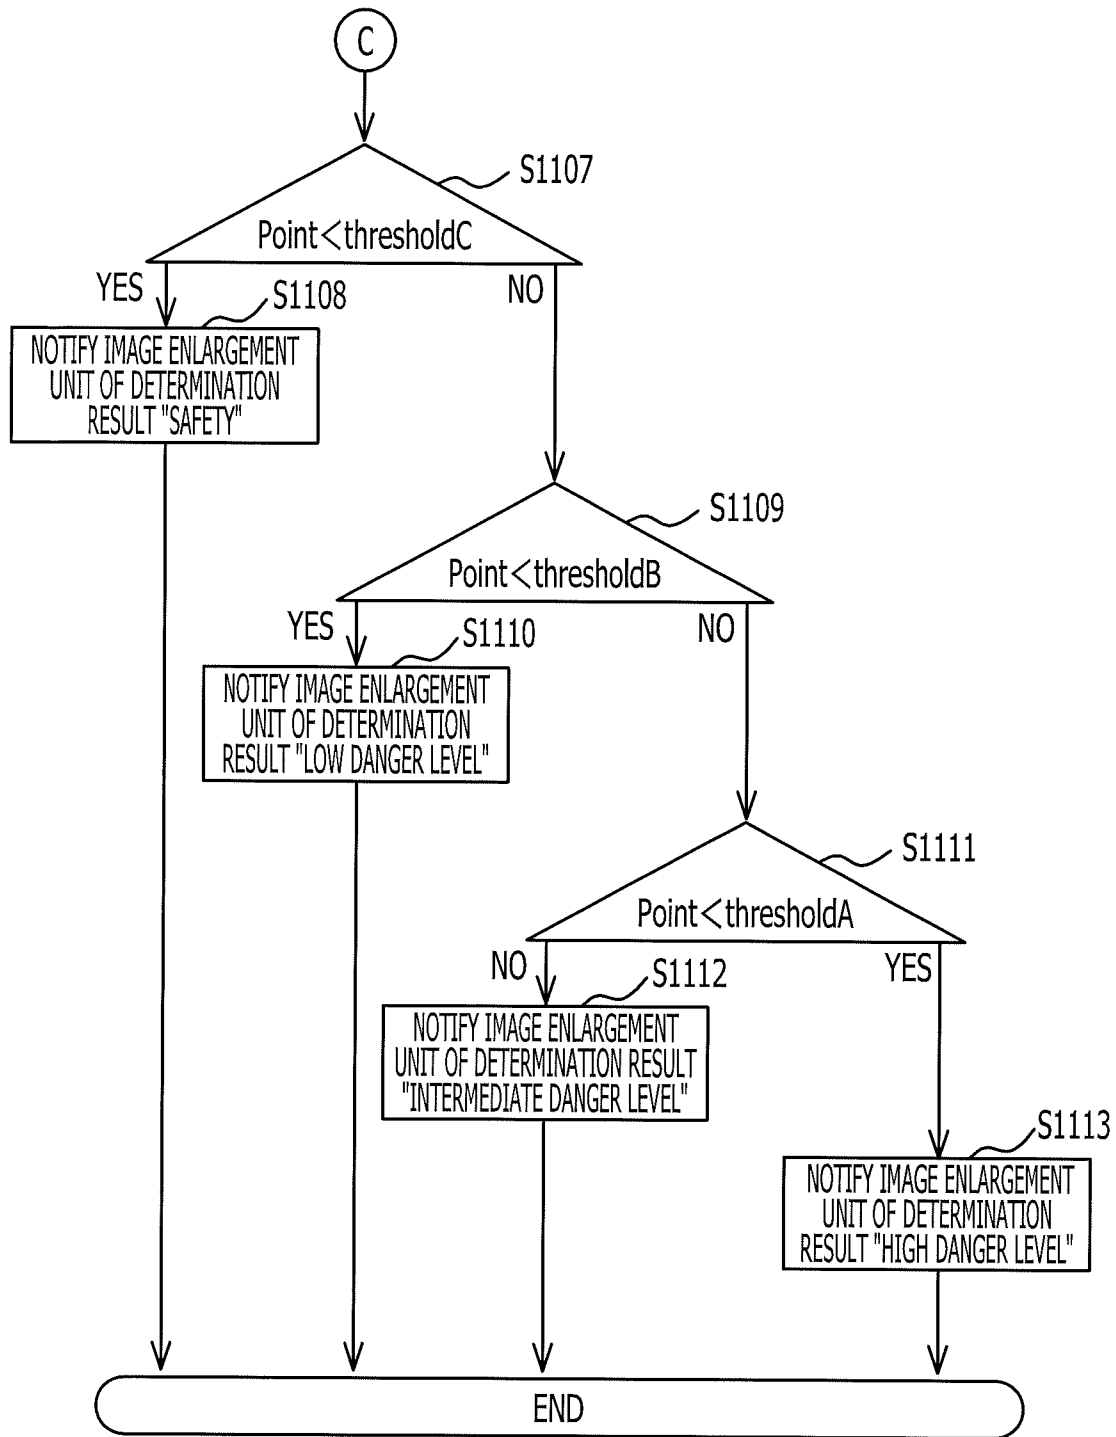 C
S1107
Point<thresholdC
YES
NO
S1108
NOTIFY IMAGE ENLARGEMENT
UNIT OF DETERMINATION
RESULT "SAFETY"
S1109
Point<thresholdB
YES
NO
S1110
NOTIFY IMAGE ENLARGEMENT
UNIT OF DETERMINATION
RESULT "LOW DANGER LEVEL"
S1111
Point<thresholdA
NO
YES
S1112
NOTIFY IMAGE ENLARGEMENT
UNIT OF DETERMINATION RESULT
"INTERMEDIATE DANGER LEVEL"
S1113
NOTIFY IMAGE ENLARGEMENT
UNIT OF DETERMINATION
RESULT "HIGH DANGER LEVEL"
END